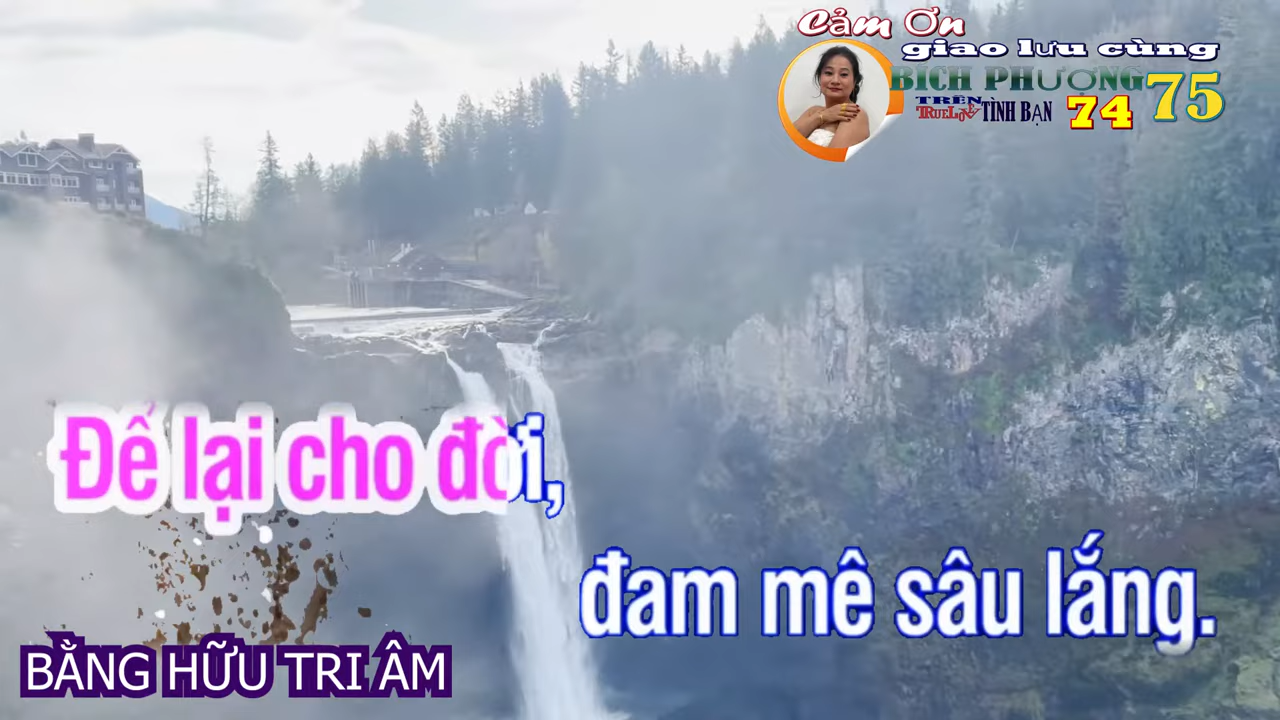 Cảm Ơn
giao lưu cùng
BÍCH PHƯỢNG 75
TRÊN
TRUELOVE TÌNH BẠN 74
Để lại cho đời,
đam mê sâu lắng.
BẰNG HỮU TRI ÂM